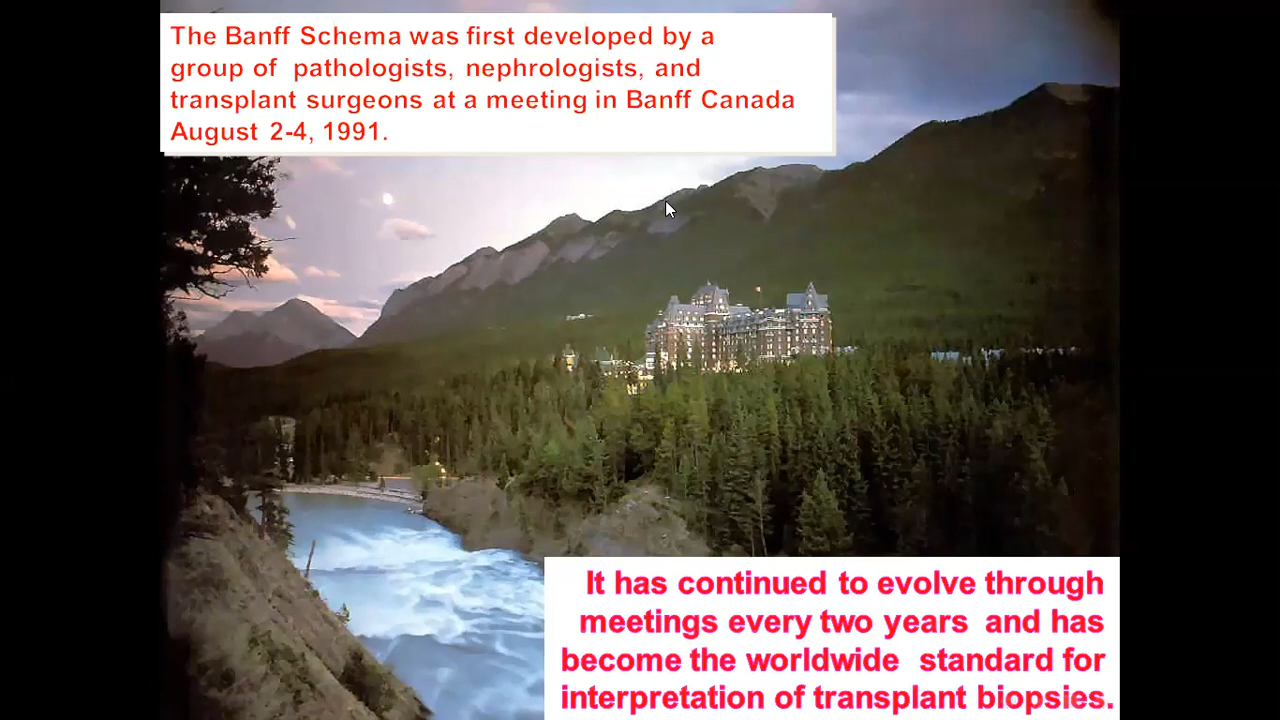 The Banff Schema was first developed by a
group of pathologists, nephrologists, and
transplant surgeons at a meeting in Banff Canada
August 2-4, 1991.
It has continued to evolve through
meetings every two years and has
become the worldwide standard for
interpretation of transplant biopsies.